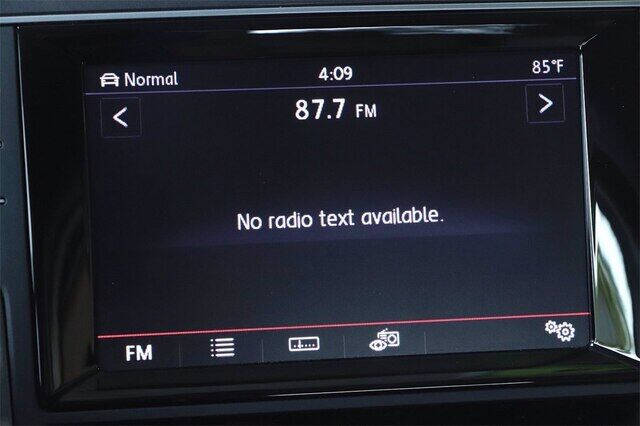 Normal 4:09 85°F
87.7 FM
No radio text available.
FM